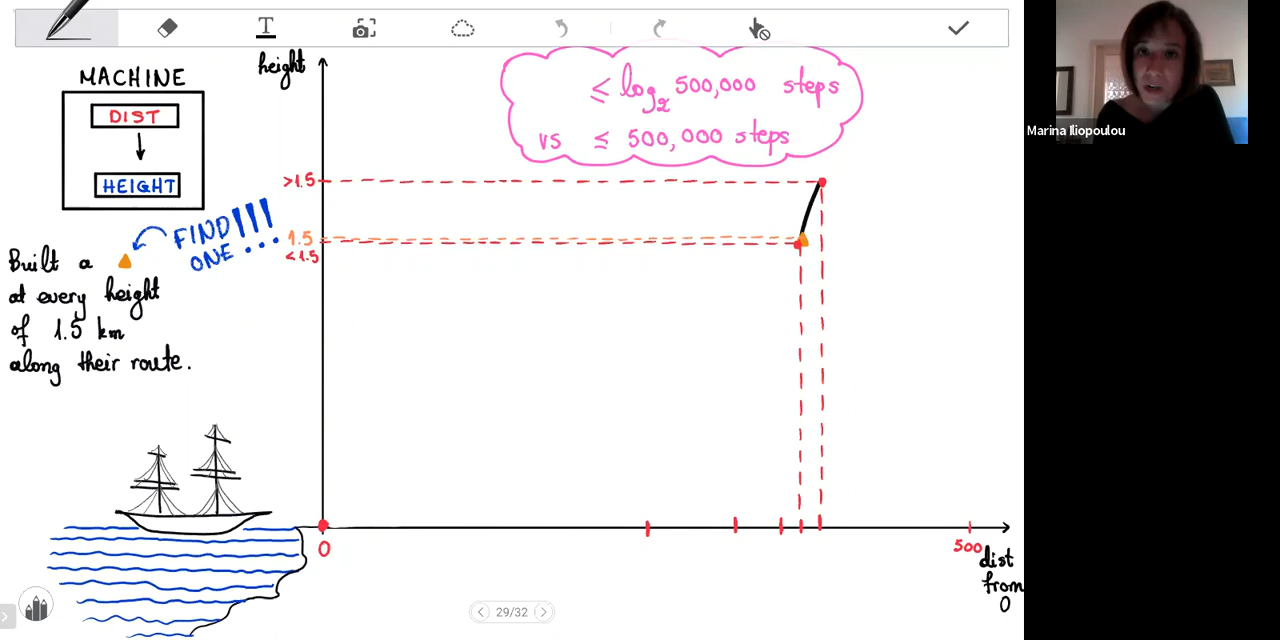 T
MACHINE
DIST
HEIGHT
FIND!!!
ONE...
Built a
at every height
of 1.5 km
along their route.
height
≤ log₂ 500,000 steps
vs ≤ 500,000 steps
>1.5
1.5
<1.5
0
500
dist
from
0
29/32
Marina Iliopoulou